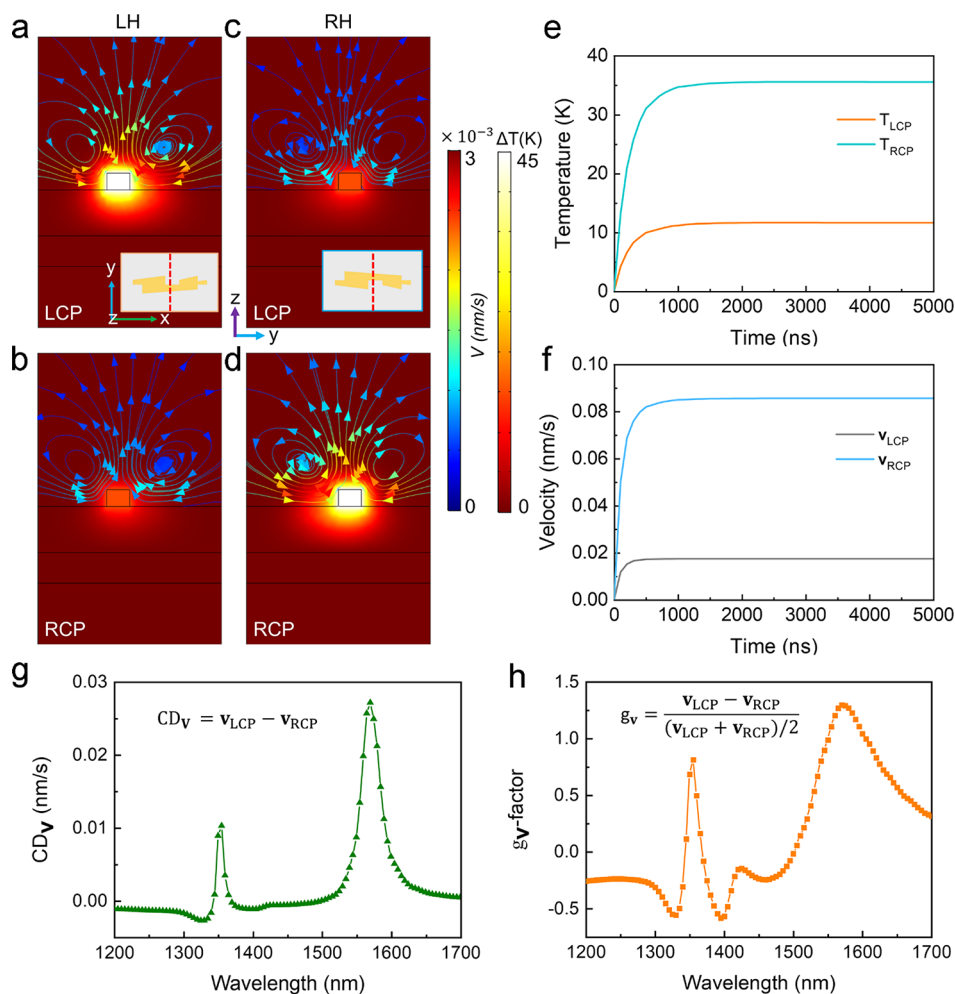 a
LH
c
RH
y
z
x
LCP
z
y
LCP
b
RCP
d
RCP
× 10⁻³
3
0
V (nm/s)
ΔT(K)
45
0
e
Temperature (K)
40
30
20
10
0
T_LCP
T_RCP
0 1000 2000 3000 4000 5000
Time (ns)
f
Velocity (nm/s)
0.10
0.08
0.06
0.04
0.02
0.00
v_LCP
v_RCP
0 1000 2000 3000 4000 5000
Time (ns)
g
CD_v (nm/s)
0.03
0.02
0.01
0.00
CD_v = v_LCP − v_RCP
1200 1300 1400 1500 1600 1700
Wavelength (nm)
h
g_v-factor
1.5
1.0
0.5
0.0
-0.5
g_v = (v_LCP − v_RCP) / ((v_LCP + v_RCP)/2)
1200 1300 1400 1500 1600 1700
Wavelength (nm)